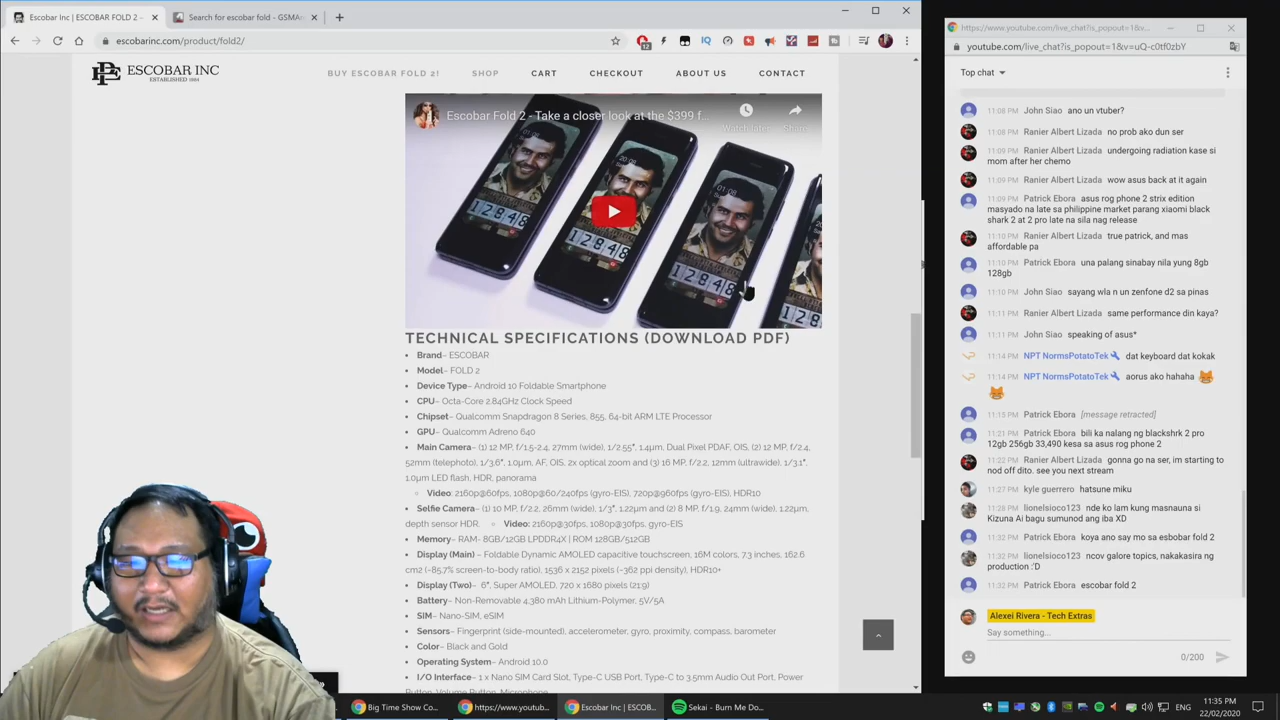 Escobar Inc | ESCOBAR FOLD 2 -
Search for escobar fold - GSMAr
escobarinc.com/product/fold2/
12
ESCOBAR INC
ESTABLISHED 1984
BUY ESCOBAR FOLD 2!
SHOP
CART
CHECKOUT
ABOUT US
CONTACT
Escobar Fold 2 - Take a closer look at the $399 f...
Watch later
Share
TECHNICAL SPECIFICATIONS (DOWNLOAD PDF)
• Brand– ESCOBAR
• Model– FOLD 2
• Device Type– Android 10 Foldable Smartphone
• CPU– Octa-Core 2.84GHz Clock Speed
• Chipset– Qualcomm Snapdragon 8 Series, 855, 64-bit ARM LTE Processor
• GPU– Qualcomm Adreno 640
• Main Camera– (1) 12 MP, f/1.5-2.4, 27mm (wide), 1/2.55″, 1.4μm, Dual Pixel PDAF, OIS, (2) 12 MP, f/2.4,
52mm (telephoto), 1/3.6″, 1.0μm, AF, OIS, 2x optical zoom and (3) 16 MP, f/2.2, 12mm (ultrawide), 1/3.1″,
1.0μm LED flash, HDR, panorama
Video: 2160p@60fps, 1080p@60/240fps (gyro-EIS), 720p@960fps (gyro-EIS), HDR10
• Selfie Camera– (1) 10 MP, f/2.2, 26mm (wide), 1/3″, 1.22μm and (2) 8 MP, f/1.9, 24mm (wide), 1.22μm,
depth sensor HDR. Video: 2160p@30fps, 1080p@30fps, gyro-EIS
• Memory– RAM- 8GB/12GB LPDDR4X | ROM 128GB/512GB
• Display (Main) – Foldable Dynamic AMOLED capacitive touchscreen, 16M colors, 7.3 inches, 162.6
cm2 (~85.7% screen-to-body ratio), 1536 x 2152 pixels (~362 ppi density), HDR10+
• Display (Two)– 6″, Super AMOLED, 720 x 1680 pixels (21:9)
• Battery– Non-Removable 4,380 mAh Lithium-Polymer, 5V/5A
• SIM– Nano-SIM, eSIM
• Sensors– Fingerprint (side-mounted), accelerometer, gyro, proximity, compass, barometer
• Color– Black and Gold
• Operating System– Android 10.0
• I/O Interface– 1 x Nano SIM Card Slot, Type-C USB Port, Type-C to 3.5mm Audio Out Port, Power
Button, Volume Button, Microphone
https://www.youtube.com/live_chat?is_popout=1&v...
youtube.com/live_chat?is_popout=1&v=uQ-c0tf0zbY
Top chat
11:08 PM John Siao ano un vtuber?
11:08 PM Ranier Albert Lizada no prob ako dun ser
11:09 PM Ranier Albert Lizada undergoing radiation kase si
mom after her chemo
11:09 PM Ranier Albert Lizada wow asus back at it again
11:09 PM Patrick Ebora asus rog phone 2 strix edition
masyado na late sa philippine market parang xiaomi black
shark 2 at 2 pro late na sila nag release
11:10 PM Ranier Albert Lizada true patrick, and mas
affordable pa
11:10 PM Patrick Ebora una palang sinabay nila yung 8gb
128gb
11:10 PM John Siao sayang wla n un zenfone d2 sa pinas
11:11 PM Ranier Albert Lizada same performance din kaya?
11:11 PM John Siao speaking of asus*
11:14 PM NPT NormsPotatoTek dat keyboard dat kokak
11:14 PM NPT NormsPotatoTek aorus ako hahaha
11:15 PM Patrick Ebora [message retracted]
11:21 PM Patrick Ebora bili ka nalang ng blackshrk 2 pro
12gb 256gb 33,490 kesa sa asus rog phone 2
11:22 PM Ranier Albert Lizada gonna go na ser, im starting to
nod off dito. see you next stream
11:27 PM kyle guerrero hatsune miku
11:28 PM lionelsioco123 nde ko lam kung masnauna si
Kizuna Ai bagu sumunod ang iba XD
11:32 PM Patrick Ebora koya ano say mo sa esbobar fold 2
11:32 PM lionelsioco123 ncov galore topics, nakakasira ng
production :'D
11:32 PM Patrick Ebora escobar fold 2
Alexei Rivera - Tech Extras
Say something...
0/200
Big Time Show Co...
https://www.youtub...
Escobar Inc | ESCOB...
Sekai - Burn Me Do...
ENG
11:35 PM
22/02/2020